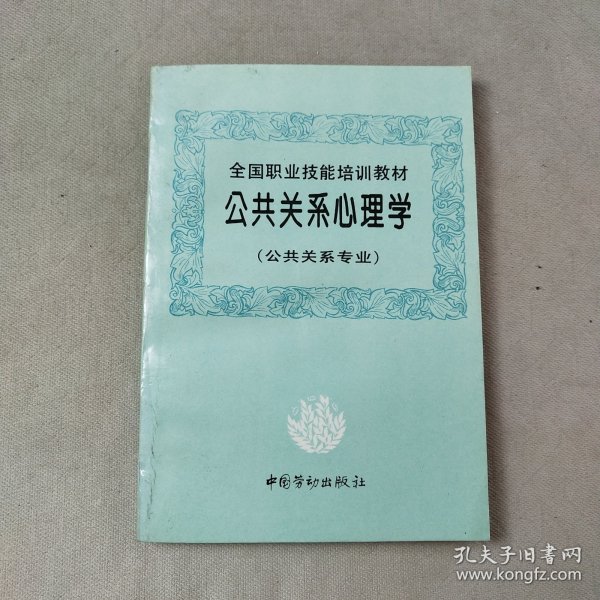 全国职业技能培训教材
公共关系心理学
(公共关系专业)
中国劳动出版社
孔夫子旧书网
www.kongfz.com